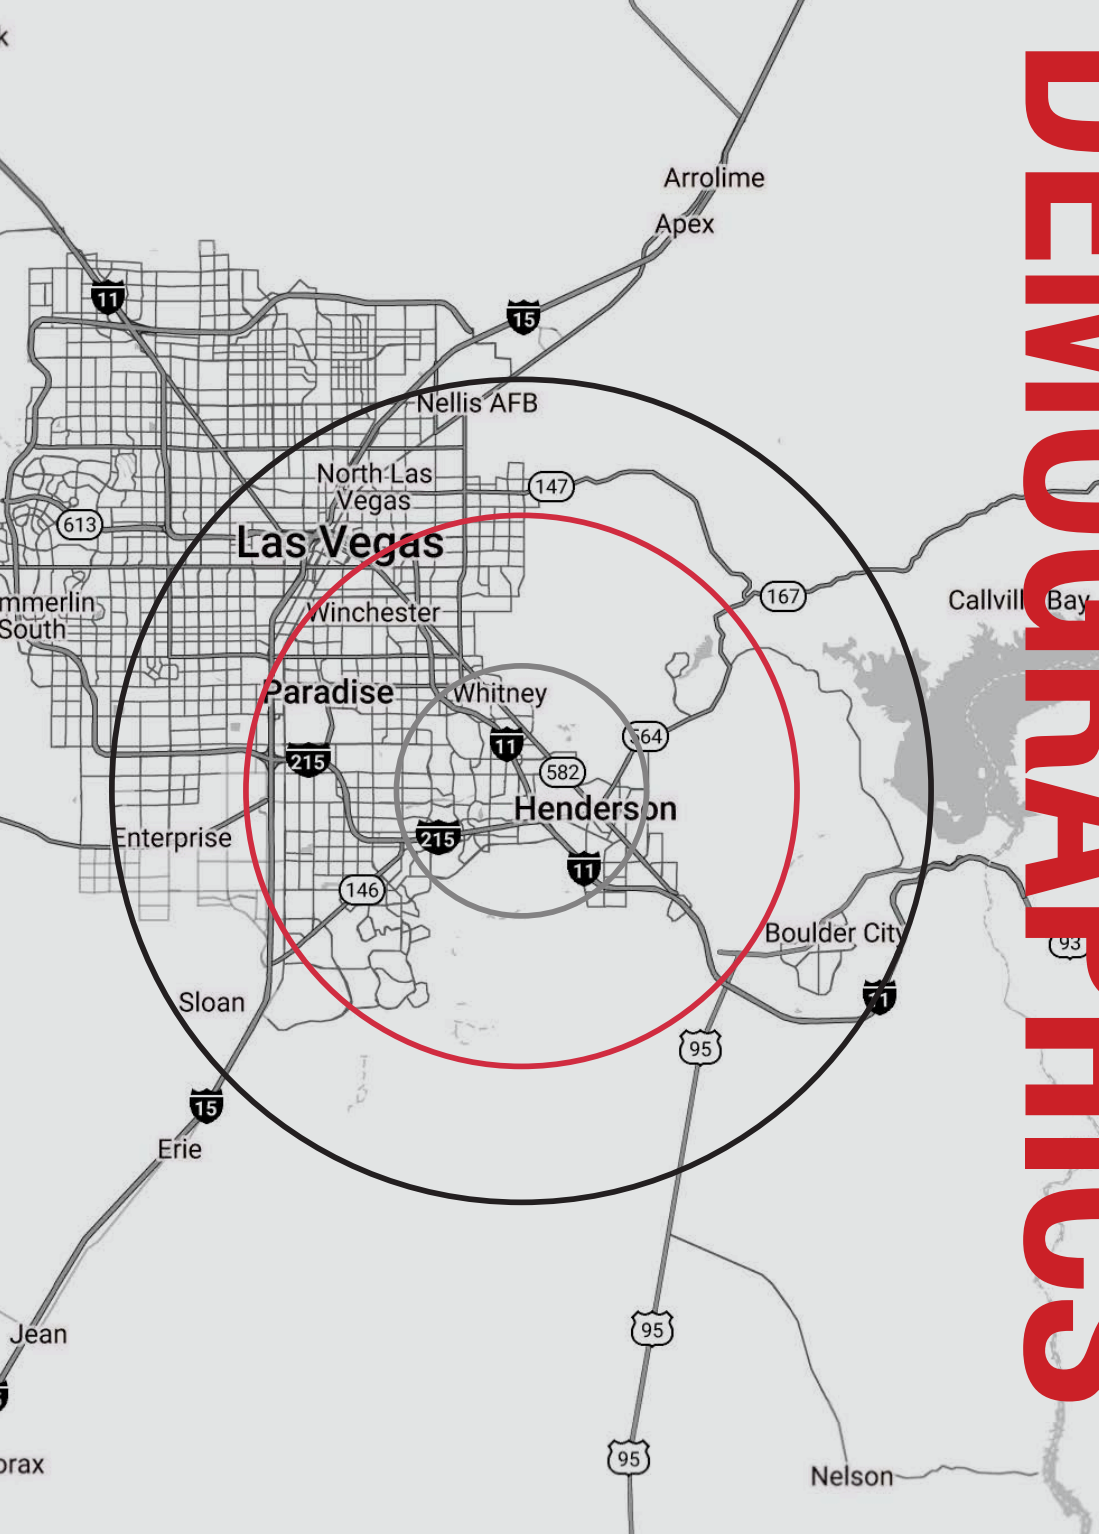 k
Arrolime
Apex
11
15
Nellis AFB
North Las
Vegas
147
613
Las Vegas
167
mmerlin
South
Winchester
Callvill Bay
Paradise
Whitney
564
11
215
582
Henderson
Enterprise
215
11
146
Boulder City
93
Sloan
11
95
15
Erie
95
Jean
95
orax
Nelson
DEMOGRAPHICS